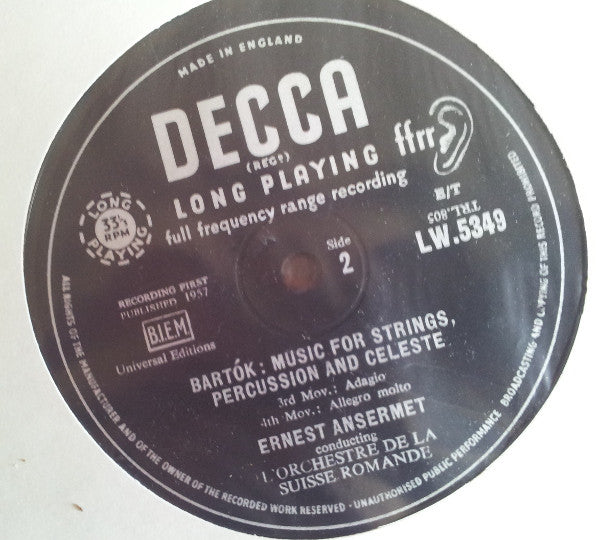 MADE IN ENGLAND
DECCA
(REGD)
LONG PLAYING
ffrr
full frequency range recording
LONG PLAYING
33⅓
RPM
E/T
TRL."805
LW.5349
Side
2
RECORDING FIRST
PUBLISHED 1957
B.I.E.M
Universal Editions
BARTÓK: MUSIC FOR STRINGS,
PERCUSSION AND CELESTE
3rd Mov.: Adagio
4th Mov.: Allegro molto
ERNEST ANSERMET
conducting
L'ORCHESTRE DE LA
SUISSE ROMANDE
ALL RIGHTS OF THE MANUFACTURER AND OF THE OWNER OF THE RECORDED WORK RESERVED · UNAUTHORISED PUBLIC PERFORMANCE BROADCASTING AND COPYING OF THIS RECORD PROHIBITED